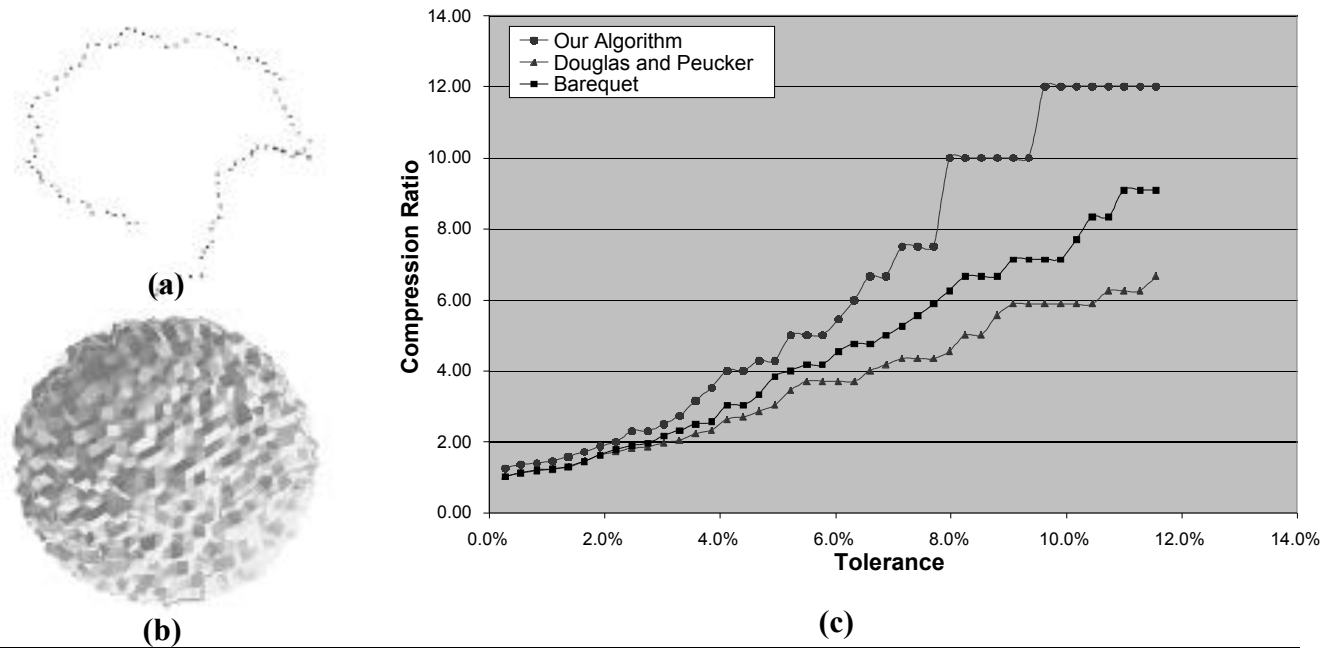 (a)
(b)
14.00
12.00
10.00
8.00
6.00
4.00
2.00
0.00
Compression Ratio
Our Algorithm
Douglas and Peucker
Barequet
0.0%
2.0%
4.0%
6.0%
8.0%
10.0%
12.0%
14.0%
Tolerance
(c)